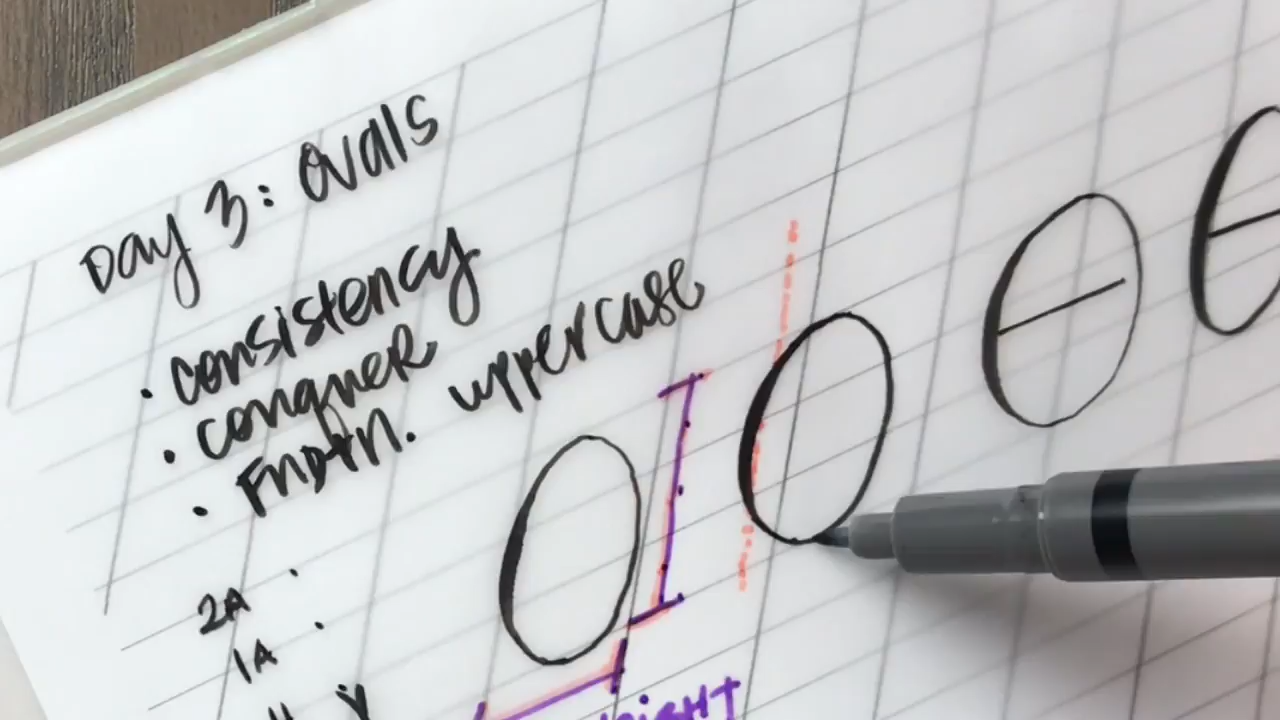 Day 3: Ovals
• consistency
• conqueR
• FNDtn. uppercase
2A
1A